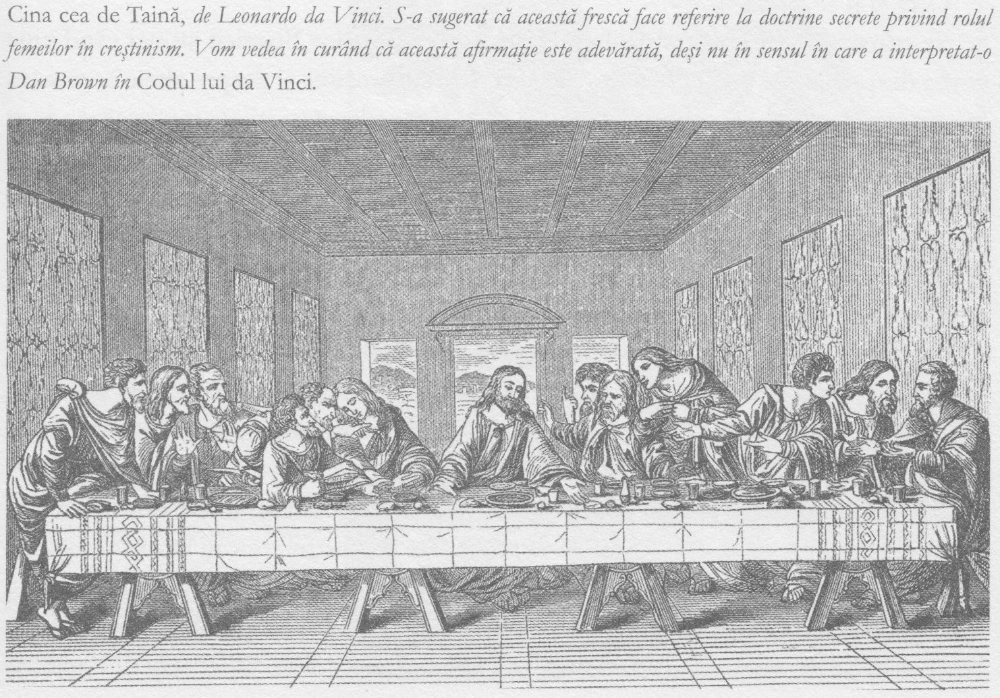 Cina cea de Taină, de Leonardo da Vinci. S-a sugerat că această frescă face referire la doctrine secrete privind rolul
femeilor în creştinism. Vom vedea în curând că această afirmaţie este adevărată, deşi nu în sensul în care a interpretat-o
Dan Brown în Codul lui da Vinci.